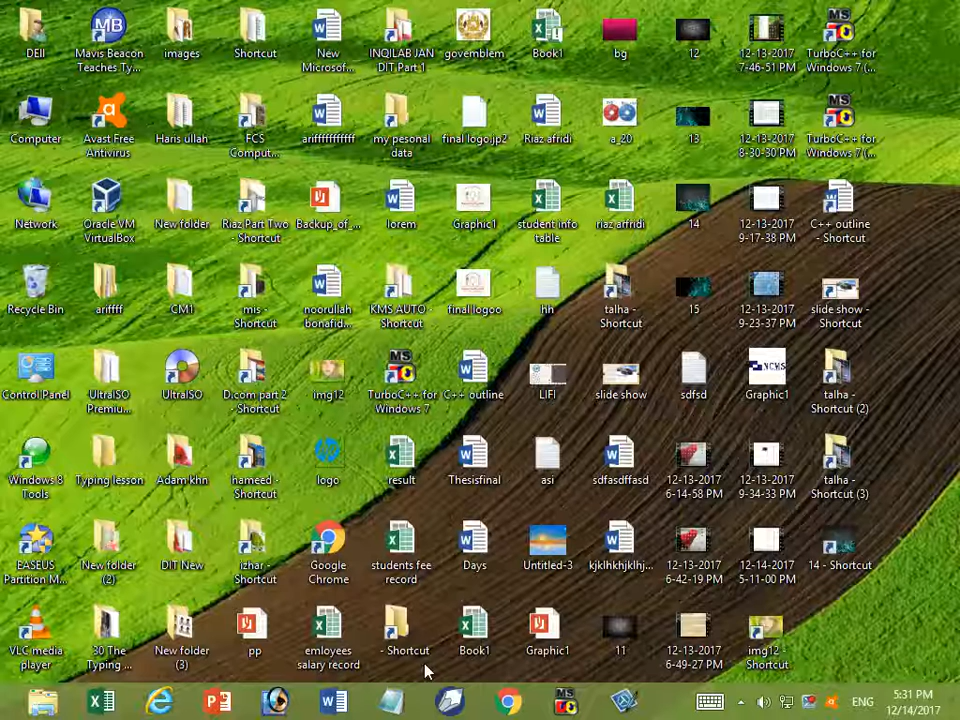 DEll
Mavis Beacon
Teaches Ty...
images
Shortcut
New
Microsof...
INQILAB JAN
DIT Part 1
govemblem
Book1
bg
12
12-13-2017
7-46-51 PM
TurboC++ for
Windows 7 (...
Computer
Avast Free
Antivirus
Haris ullah
FCS
Comput...
my pesonal
data
final logo.jp2
Riaz afridi
a_20
13
12-13-2017
8-30-30 PM
TurboC++ for
Windows 7 (...
Network
Oracle VM
VirtualBox
New folder
Riaz Part Two
- Shortcut
Backup_of_...
lorem
Graphic1
student info
table
riaz arffridi
14
12-13-2017
9-17-38 PM
C++ outline
- Shortcut
Recycle Bin
ariffff
CM1
mis -
Shortcut
noorullah
bonafid...
KMS AUTO -
Shortcut
final logoo
hh
talha -
Shortcut
15
12-13-2017
9-23-37 PM
slide show -
Shortcut
Control Panel
UltraISO
Premiu...
UltraISO
D.com part 2
- Shortcut
img12
TurboC++ for
Windows 7
C++ outline
LIFI
slide show
sdfsd
Graphic1
talha -
Shortcut (2)
Windows 8
Tools
Typing lesson
Adam khn
hameed -
Shortcut
logo
result
Thesisfinal
asi
sdfasdffasd
12-13-2017
6-14-58 PM
12-13-2017
9-34-33 PM
talha -
Shortcut (3)
EASEUS
Partition M...
New folder
(2)
DIT New
izhar -
Shortcut
Google
Chrome
students fee
record
Days
Untitled-3
12-13-2017
6-42-19 PM
12-14-2017
5-11-00 PM
14 - Shortcut
VLC media
player
30 The
Typing ...
New folder
(3)
pp
emloyees
salary record
- Shortcut
Book1
Graphic1
11
12-13-2017
6-49-27 PM
img12 -
Shortcut
ENG
5:31 PM
12/14/2017